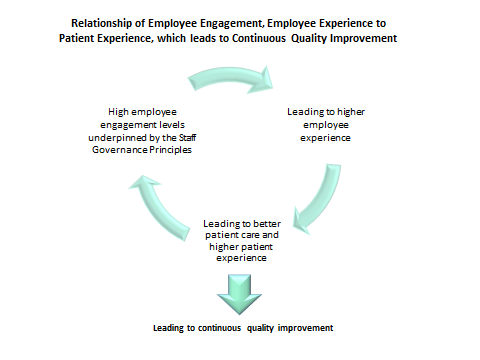 Relationship of Employee Engagement, Employee Experience to
Patient Experience, which leads to Continuous Quality Improvement
High employee
engagement levels
underpinned by the Staff
Governance Principles
Leading to higher
employee
experience
Leading to better
patient care and
higher patient
experience
Leading to continuous quality improvement